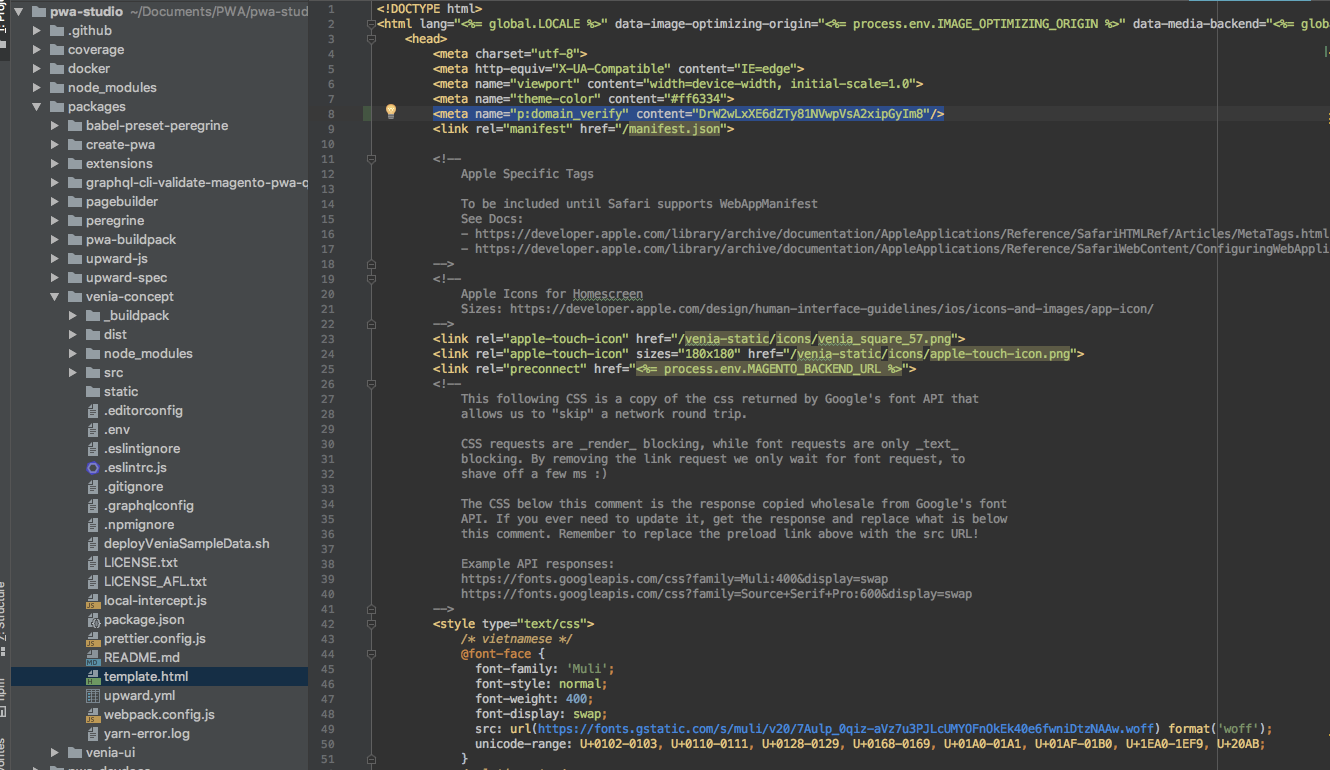 pwa-studio ~/Documents/PWA/pwa-stud
.github
coverage
docker
node_modules
packages
babel-preset-peregrine
create-pwa
extensions
graphql-cli-validate-magento-pwa-q
pagebuilder
peregrine
pwa-buildpack
upward-js
upward-spec
venia-concept
_buildpack
dist
node_modules
src
static
.editorconfig
.env
.eslintignore
.eslintrc.js
.gitignore
.graphqlconfig
.npmignore
deployVeniaSampleData.sh
LICENSE.txt
LICENSE_AFL.txt
local-intercept.js
package.json
prettier.config.js
README.md
template.html
upward.yml
webpack.config.js
yarn-error.log
venia-ui
1 <!DOCTYPE html>
2 <html lang="<%= global.LOCALE %>" data-image-optimizing-origin="<%= process.env.IMAGE_OPTIMIZING_ORIGIN %>" data-media-backend="<%= glob
3 <head>
4 <meta charset="utf-8">
5 <meta http-equiv="X-UA-Compatible" content="IE=edge">
6 <meta name="viewport" content="width=device-width, initial-scale=1.0">
7 <meta name="theme-color" content="#ff6334">
8 <meta name="p:domain_verify" content="DrW2wLxXE6dZTy81NVwpVsA2xipGyIm8"/>
9 <link rel="manifest" href="/manifest.json">
10
11 <!--
12 Apple Specific Tags
13
14 To be included until Safari supports WebAppManifest
15 See Docs:
16 - https://developer.apple.com/library/archive/documentation/AppleApplications/Reference/SafariHTMLRef/Articles/MetaTags.html
17 - https://developer.apple.com/library/archive/documentation/AppleApplications/Reference/SafariWebContent/ConfiguringWebAppli
18 -->
19 <!--
20 Apple Icons for Homescreen
21 Sizes: https://developer.apple.com/design/human-interface-guidelines/ios/icons-and-images/app-icon/
22 -->
23 <link rel="apple-touch-icon" href="/venia-static/icons/venia_square_57.png">
24 <link rel="apple-touch-icon" sizes="180x180" href="/venia-static/icons/apple-touch-icon.png">
25 <link rel="preconnect" href="<%= process.env.MAGENTO_BACKEND_URL %>">
26 <!--
27 This following CSS is a copy of the css returned by Google's font API that
28 allows us to "skip" a network round trip.
29
30 CSS requests are _render_ blocking, while font requests are only _text_
31 blocking. By removing the link request we only wait for font request, to
32 shave off a few ms :)
33
34 The CSS below this comment is the response copied wholesale from Google's font
35 API. If you ever need to update it, get the response and replace what is below
36 this comment. Remember to replace the preload link above with the src URL!
37
38 Example API responses:
39 https://fonts.googleapis.com/css?family=Muli:400&display=swap
40 https://fonts.googleapis.com/css?family=Source+Serif+Pro:600&display=swap
41 -->
42 <style type="text/css">
43 /* vietnamese */
44 @font-face {
45 font-family: 'Muli';
46 font-style: normal;
47 font-weight: 400;
48 font-display: swap;
49 src: url(https://fonts.gstatic.com/s/muli/v20/7Aulp_0qiz-aVz7u3PJLcUMYOFnOkEk40e6fwniDtzNAAw.woff) format('woff');
50 unicode-range: U+0102-0103, U+0110-0111, U+0128-0129, U+0168-0169, U+01A0-01A1, U+01AF-01B0, U+1EA0-1EF9, U+20AB;
51 }